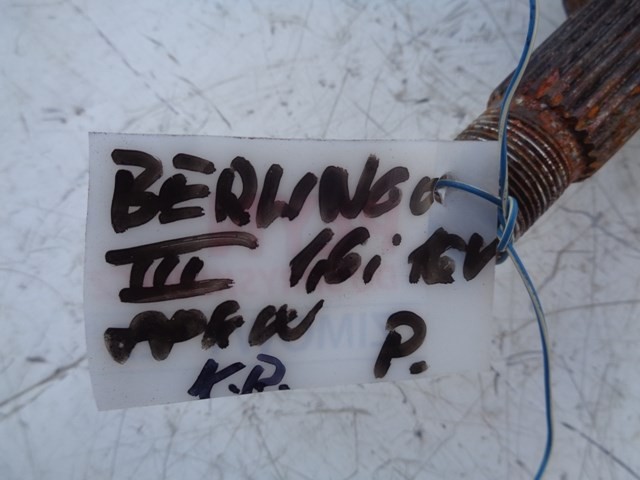 BERLINGO
III 1,6i 16V
P.
K.R.